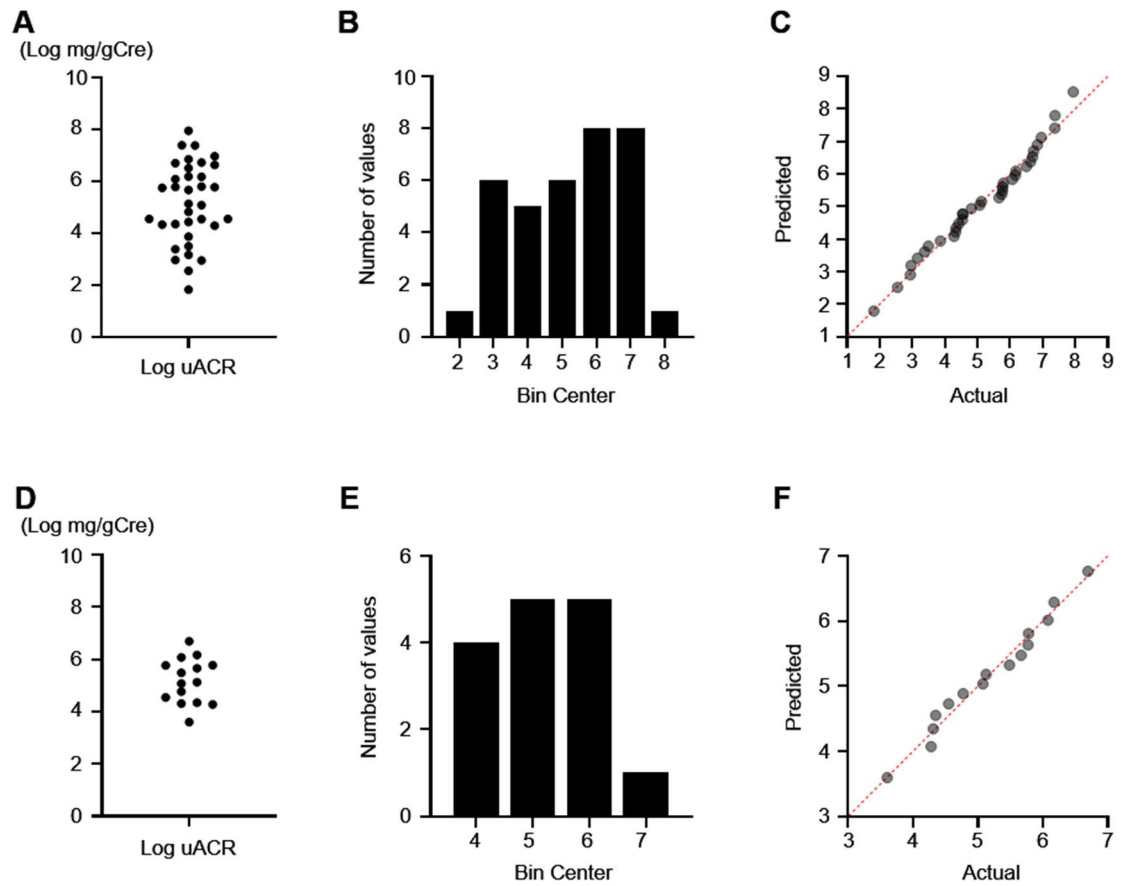 A
(Log mg/gCre)
10
8
6
4
2
0
Log uACR
B
Number of values
10
8
6
4
2
0
2 3 4 5 6 7 8
Bin Center
C
Predicted
9
8
7
6
5
4
3
2
1
1 2 3 4 5 6 7 8 9
Actual
D
(Log mg/gCre)
10
8
6
4
2
0
Log uACR
E
Number of values
6
4
2
0
4 5 6 7
Bin Center
F
Predicted
7
6
5
4
3
3 4 5 6 7
Actual